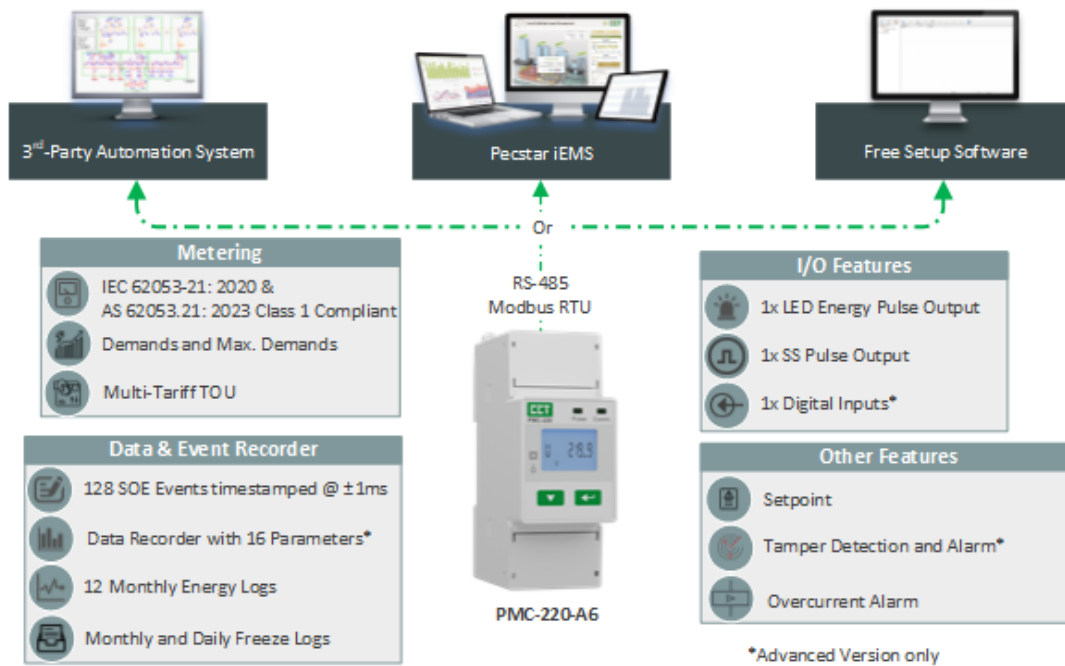 3rd-Party Automation System
Pecstar iEMS
Free Setup Software
Or
RS-485
Modbus RTU
Metering
IEC 62053-21: 2020 &
AS 62053.21: 2023 Class 1 Compliant
Demands and Max. Demands
Multi-Tariff TOU
Data & Event Recorder
128 SOE Events timestamped @ ±1ms
Data Recorder with 16 Parameters*
12 Monthly Energy Logs
Monthly and Daily Freeze Logs
CET
PMC-220
PMC-220-A6
I/O Features
1x LED Energy Pulse Output
1x SS Pulse Output
1x Digital Inputs*
Other Features
Setpoint
Tamper Detection and Alarm*
Overcurrent Alarm
*Advanced Version only